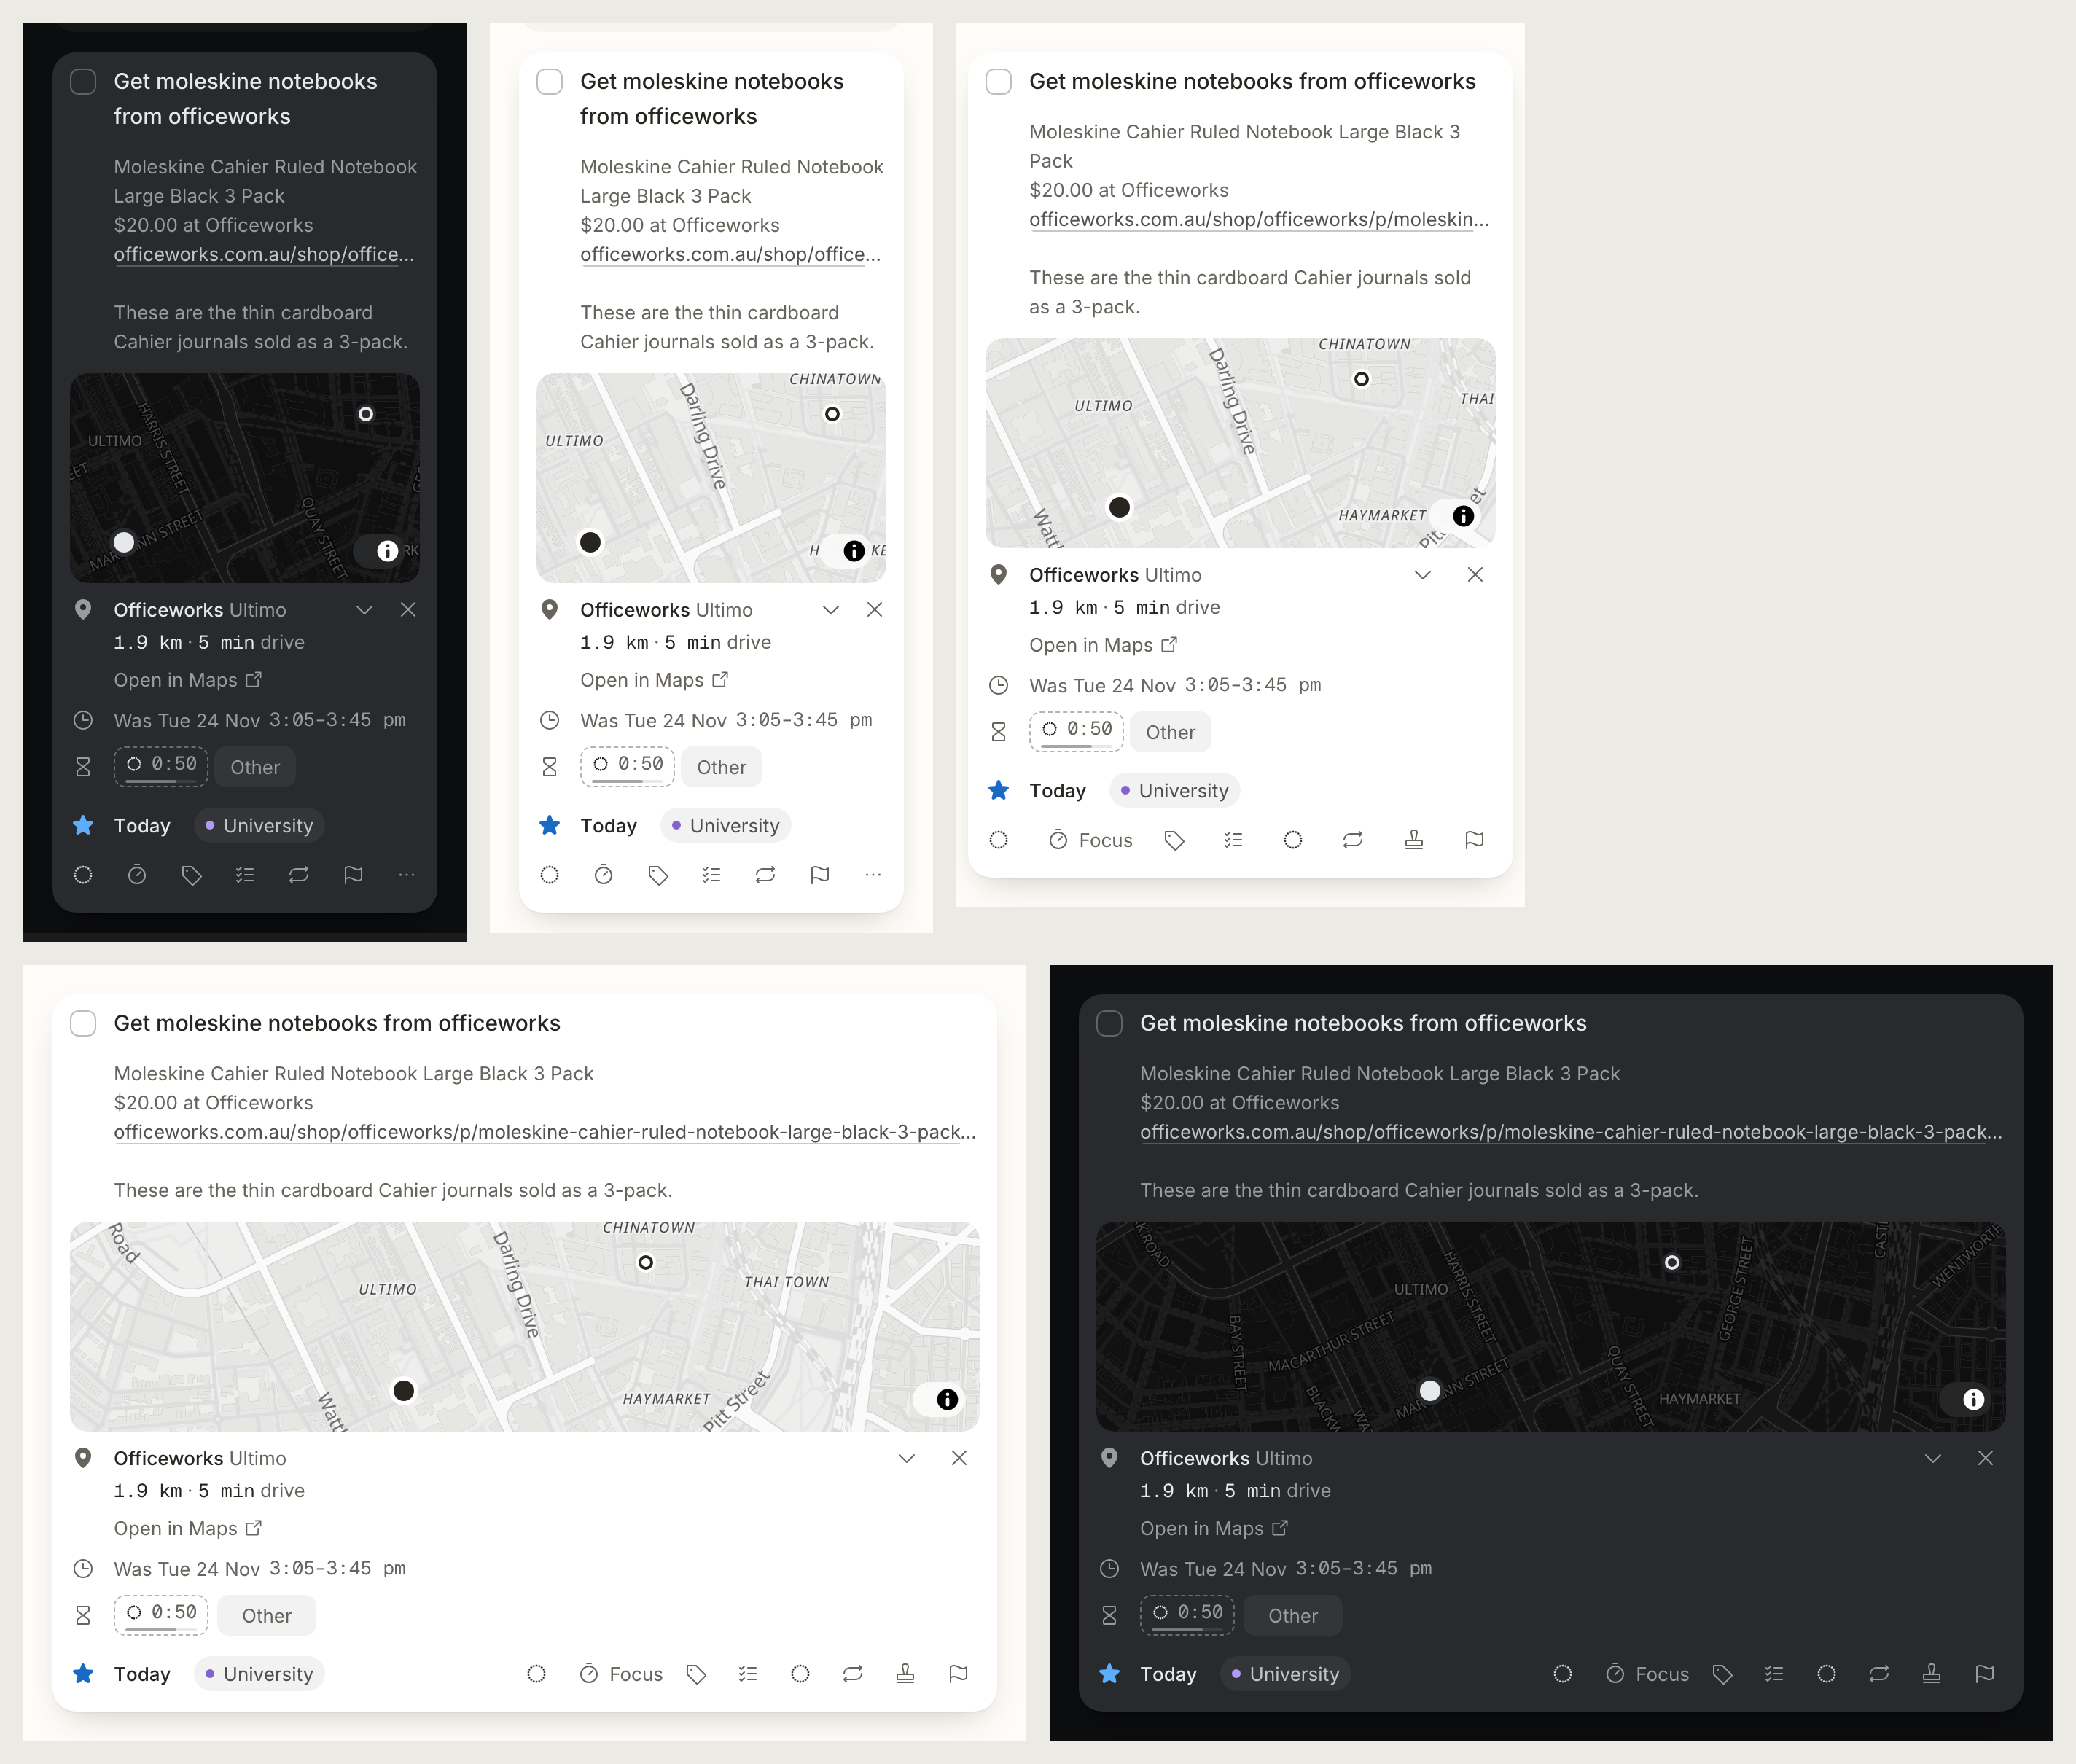 Get moleskine notebooks
from officeworks
Moleskine Cahier Ruled Notebook
Large Black 3 Pack
$20.00 at Officeworks
officeworks.com.au/shop/office...
These are the thin cardboard
Cahier journals sold as a 3-pack.
ULTIMO
HARRIS STREET
QUAY STREET
Officeworks Ultimo
1.9 km · 5 min drive
Open in Maps
Was Tue 24 Nov 3:05–3:45 pm
0:50 Other
Today University
Get moleskine notebooks
from officeworks
Moleskine Cahier Ruled Notebook
Large Black 3 Pack
$20.00 at Officeworks
officeworks.com.au/shop/office...
These are the thin cardboard
Cahier journals sold as a 3-pack.
CHINATOWN
Darling Drive
ULTIMO
Officeworks Ultimo
1.9 km · 5 min drive
Open in Maps
Was Tue 24 Nov 3:05–3:45 pm
0:50 Other
Today University
Get moleskine notebooks from officeworks
Moleskine Cahier Ruled Notebook Large Black 3
Pack
$20.00 at Officeworks
officeworks.com.au/shop/officeworks/p/moleskin...
These are the thin cardboard Cahier journals sold
as a 3-pack.
CHINATOWN
Darling Drive
THAI
ULTIMO
HAYMARKET
Officeworks Ultimo
1.9 km · 5 min drive
Open in Maps
Was Tue 24 Nov 3:05–3:45 pm
0:50 Other
Today University
Focus
Get moleskine notebooks from officeworks
Moleskine Cahier Ruled Notebook Large Black 3 Pack
$20.00 at Officeworks
officeworks.com.au/shop/officeworks/p/moleskine-cahier-ruled-notebook-large-black-3-pack...
These are the thin cardboard Cahier journals sold as a 3-pack.
Road
CHINATOWN
Darling Drive
THAI TOWN
ULTIMO
HAYMARKET
Pitt Street
Officeworks Ultimo
1.9 km · 5 min drive
Open in Maps
Was Tue 24 Nov 3:05–3:45 pm
0:50 Other
Today University Focus
Get moleskine notebooks from officeworks
Moleskine Cahier Ruled Notebook Large Black 3 Pack
$20.00 at Officeworks
officeworks.com.au/shop/officeworks/p/moleskine-cahier-ruled-notebook-large-black-3-pack...
These are the thin cardboard Cahier journals sold as a 3-pack.
ROAD
HARRIS STREET
GEORGE STREET
WENTWORTH
ULTIMO
BAY STREET
MACARTHUR STREET
QUAY STREET
HAYMARKET
Officeworks Ultimo
1.9 km · 5 min drive
Open in Maps
Was Tue 24 Nov 3:05–3:45 pm
0:50 Other
Today University Focus